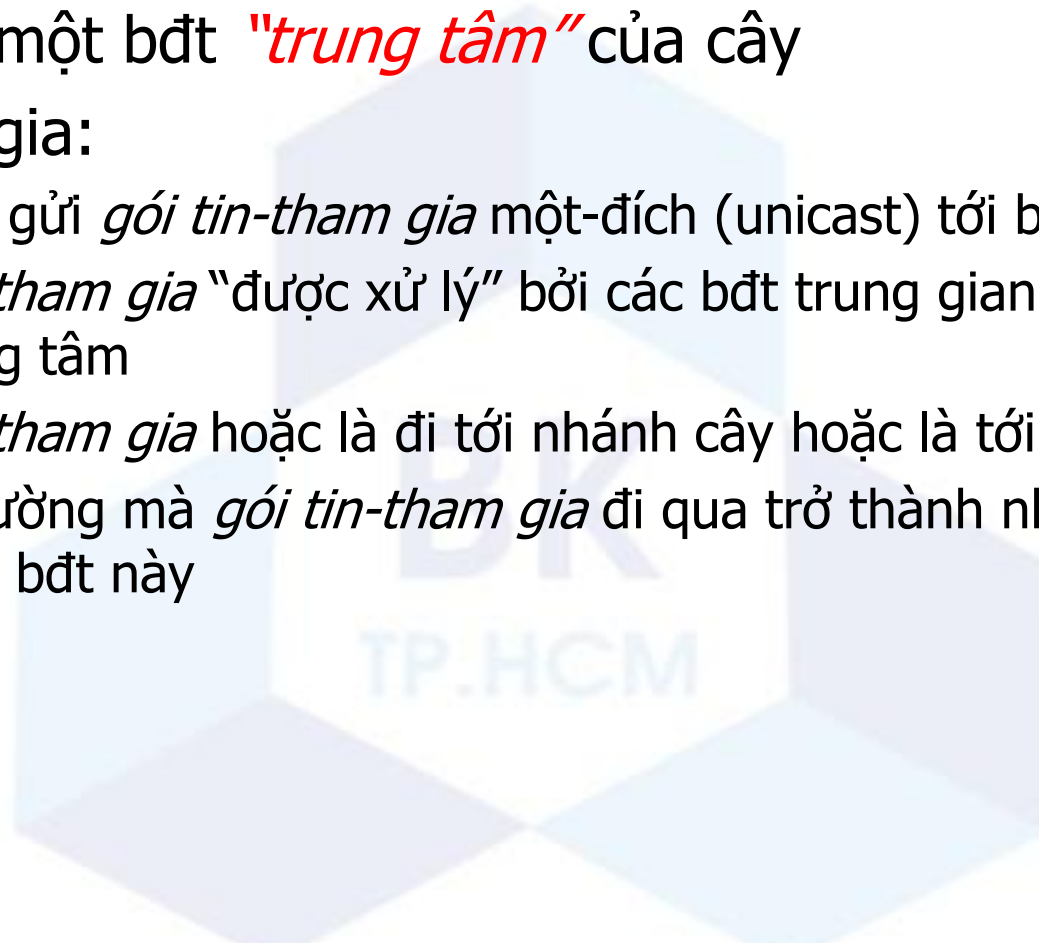 một bđt “trung tâm” của cây
gia:
gửi gói tin-tham gia một-đích (unicast) tới b
tham gia “được xử lý” bởi các bđt trung gian
g tâm
tham gia hoặc là đi tới nhánh cây hoặc là tới
ường mà gói tin-tham gia đi qua trở thành n
bđt này
BK
TP.HCM